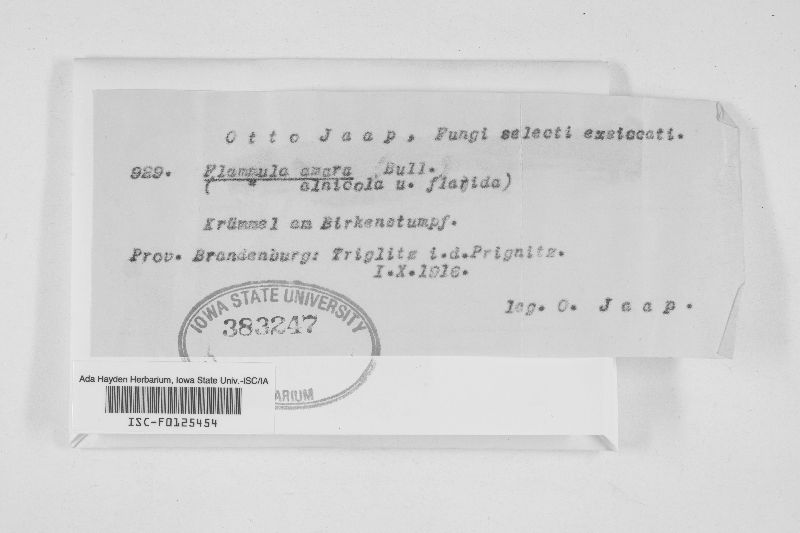 Otto Jaap, Fungi selecti exsiccati.
929. Flammula amara Bull.
( " alnicola u. flarida)
Krümmel am Birkenstumpf.
Prov. Brandenburg: Triglitz i.d.Prignitz.
I.X.1916.
leg. O. Jaap.
IOWA STATE UNIVERSITY
383247
ARIUM
Ada Hayden Herbarium, Iowa State Univ.-ISC/IA
ISC-F0125454